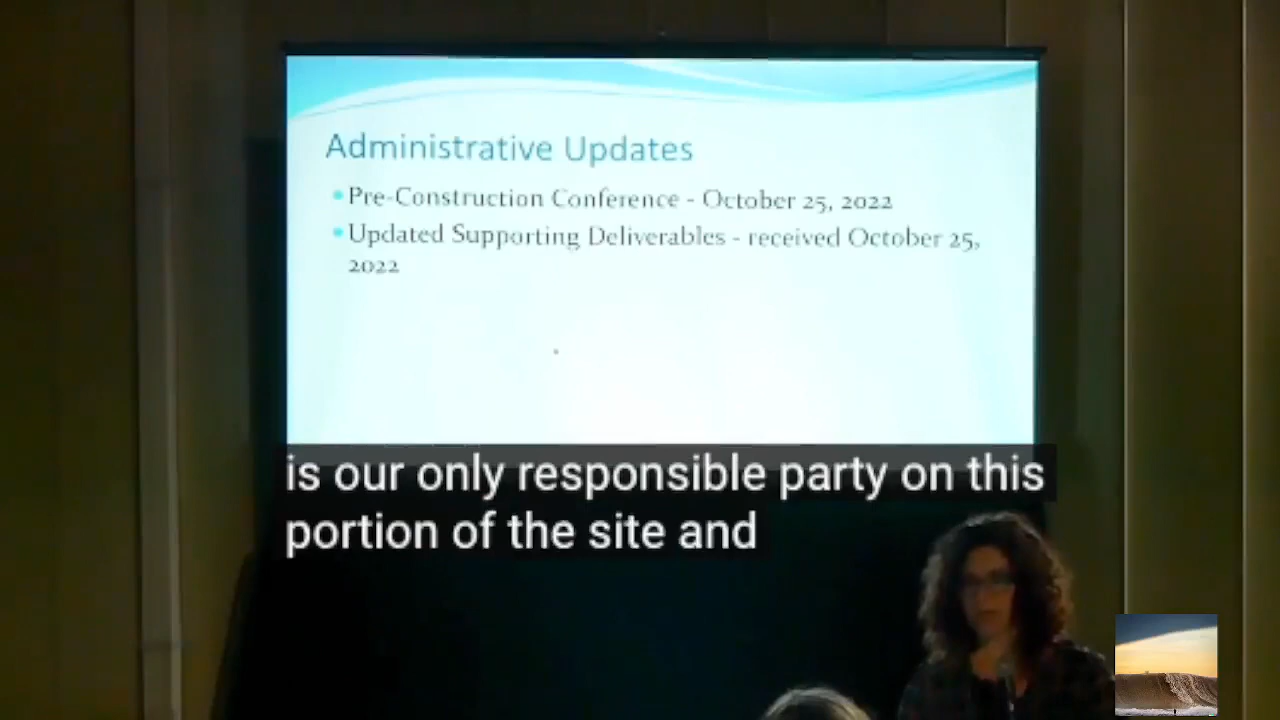 Administrative Updates
Pre-Construction Conference - October 25, 2022
Updated Supporting Deliverables - received October 25,
2022
is our only responsible party on this
portion of the site and